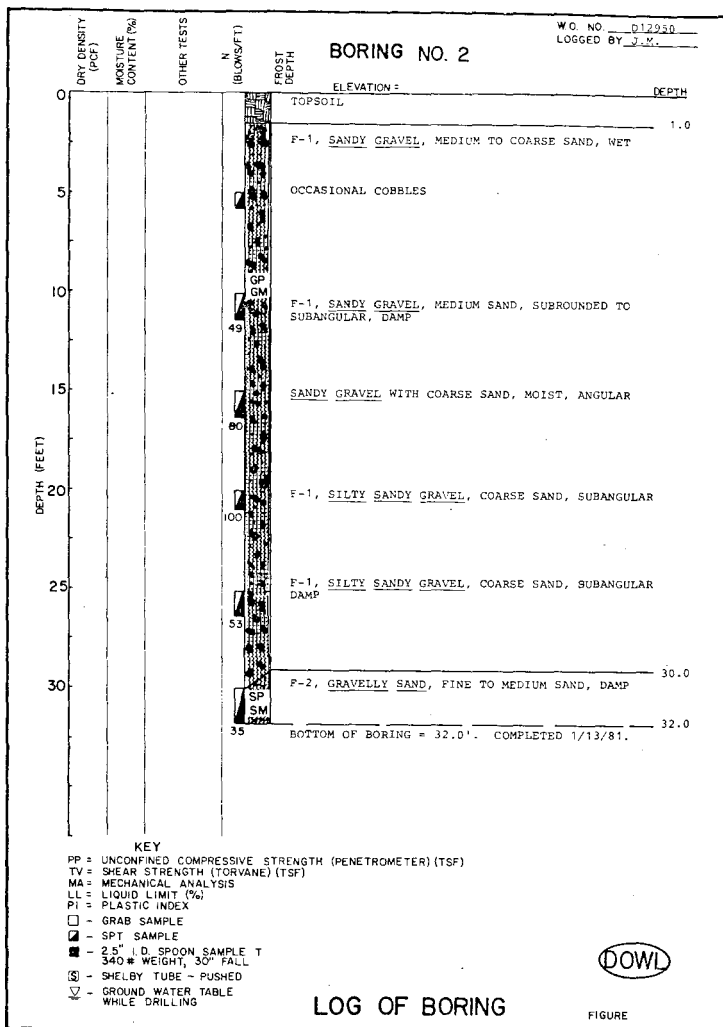 DRY DENSITY (PCF)
MOISTURE CONTENT (%)
OTHER TESTS
N (BLOWS/FT)
FROST DEPTH
BORING NO. 2
W.O. NO. D12950
LOGGED BY J.M.
ELEVATION =
DEPTH
0
TOPSOIL
1.0
F-1, SANDY GRAVEL, MEDIUM TO COARSE SAND, WET
5
OCCASIONAL COBBLES
GP
GM
10
F-1, SANDY GRAVEL, MEDIUM SAND, SUBROUNDED TO
SUBANGULAR, DAMP
49
15
SANDY GRAVEL WITH COARSE SAND, MOIST, ANGULAR
80
DEPTH (FEET)
20
F-1, SILTY SANDY GRAVEL, COARSE SAND, SUBANGULAR
100
25
F-1, SILTY SANDY GRAVEL, COARSE SAND, SUBANGULAR
DAMP
53
30.0
30
F-2, GRAVELLY SAND, FINE TO MEDIUM SAND, DAMP
SP
SM
32.0
35
BOTTOM OF BORING = 32.0'. COMPLETED 1/13/81.
KEY
PP = UNCONFINED COMPRESSIVE STRENGTH (PENETROMETER) (TSF)
TV = SHEAR STRENGTH (TORVANE) (TSF)
MA = MECHANICAL ANALYSIS
LL = LIQUID LIMIT (%)
PI = PLASTIC INDEX
- GRAB SAMPLE
- SPT SAMPLE
- 2.5" I.D. SPOON SAMPLE T
340# WEIGHT, 30" FALL
S - SHELBY TUBE - PUSHED
- GROUND WATER TABLE
WHILE DRILLING
DOWL
LOG OF BORING
FIGURE